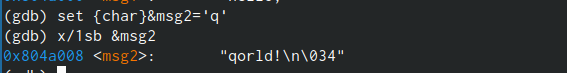 (gdb) set {char}&msg2='q'
(gdb) x/1sb &msg2
0x804a008 <msg2>:        "qorld!\n\034"